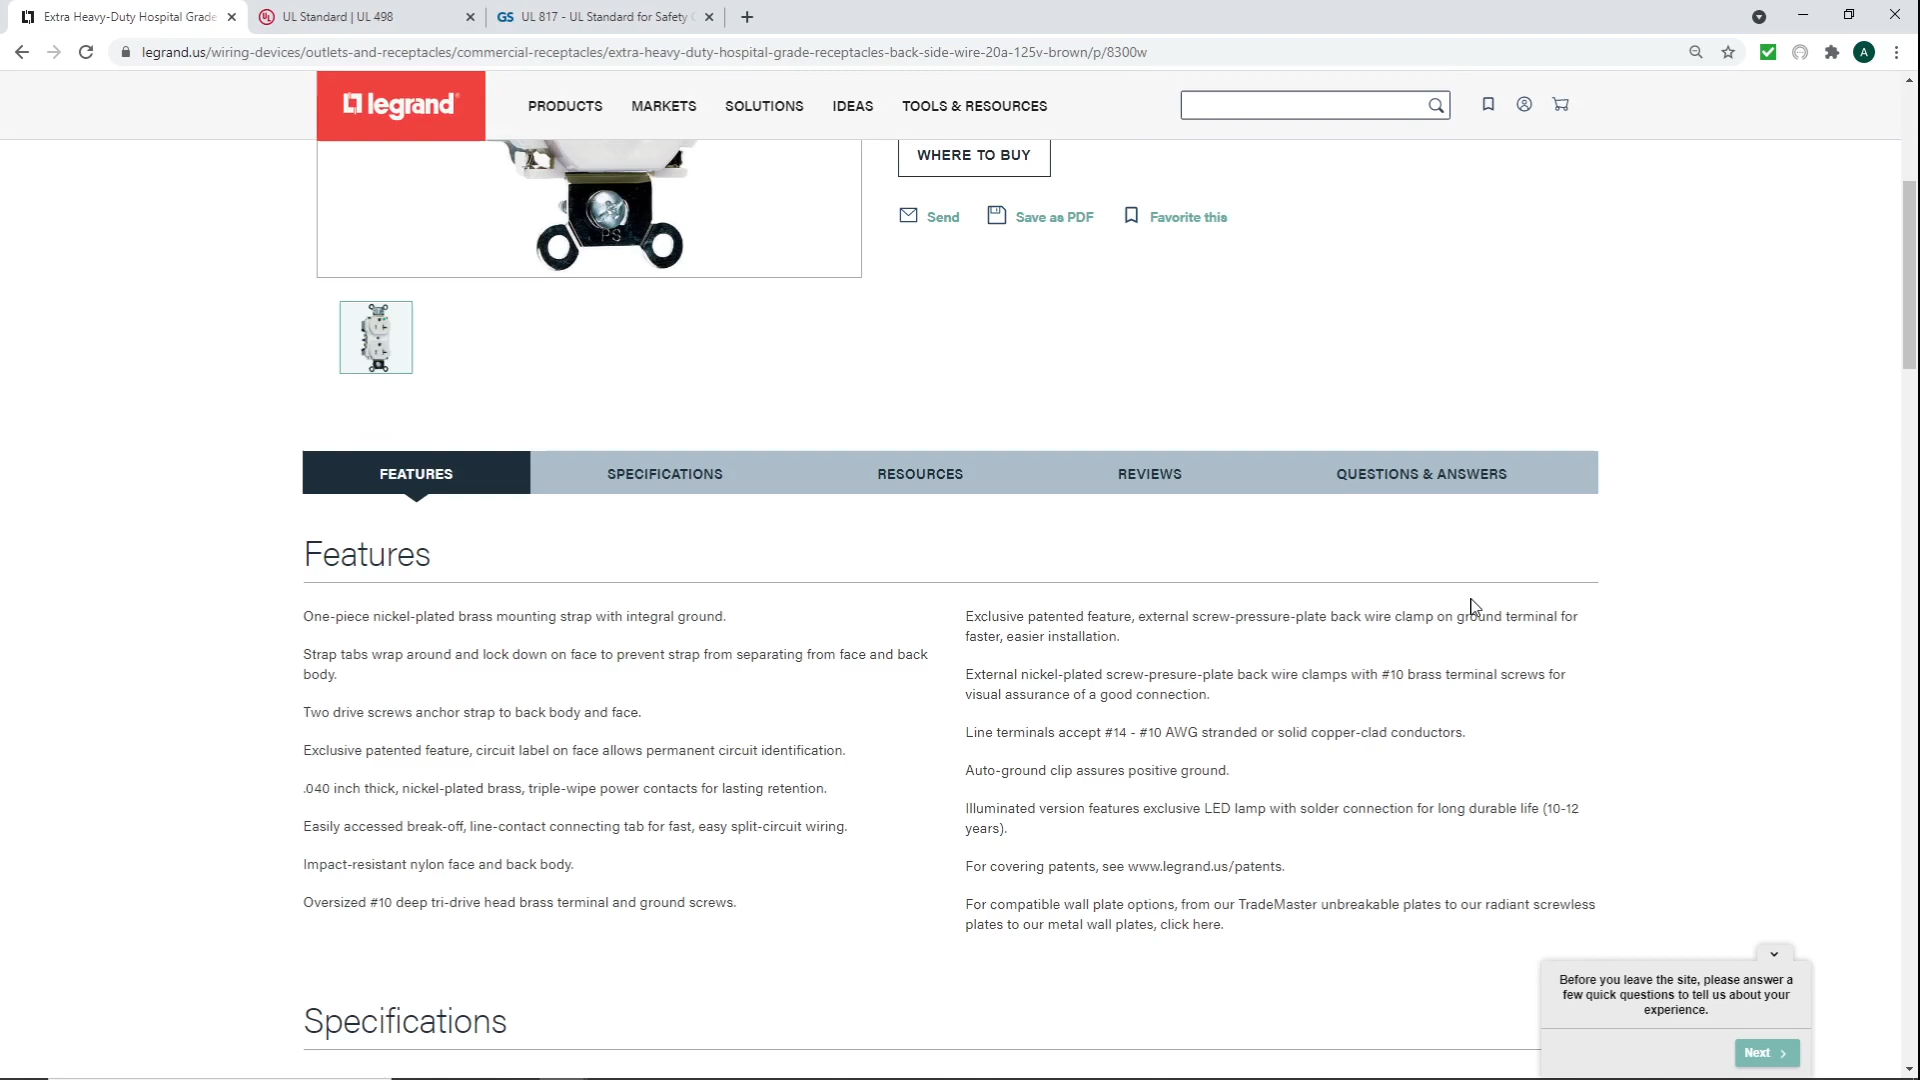 Extra Heavy-Duty Hospital Grade
UL Standard | UL 498
GS UL 817 - UL Standard for Safety
legrand.us/wiring-devices/outlets-and-receptacles/commercial-receptacles/extra-heavy-duty-hospital-grade-receptacles-back-side-wire-20a-125v-brown/p/8300w
A
legrand®
PRODUCTS
MARKETS
SOLUTIONS
IDEAS
TOOLS & RESOURCES
WHERE TO BUY
Send
Save as PDF
Favorite this
PS
FEATURES
SPECIFICATIONS
RESOURCES
REVIEWS
QUESTIONS & ANSWERS
Features
One-piece nickel-plated brass mounting strap with integral ground.
Strap tabs wrap around and lock down on face to prevent strap from separating from face and back
body.
Two drive screws anchor strap to back body and face.
Exclusive patented feature, circuit label on face allows permanent circuit identification.
.040 inch thick, nickel-plated brass, triple-wipe power contacts for lasting retention.
Easily accessed break-off, line-contact connecting tab for fast, easy split-circuit wiring.
Impact-resistant nylon face and back body.
Oversized #10 deep tri-drive head brass terminal and ground screws.
Exclusive patented feature, external screw-pressure-plate back wire clamp on ground terminal for
faster, easier installation.
External nickel-plated screw-presure-plate back wire clamps with #10 brass terminal screws for
visual assurance of a good connection.
Line terminals accept #14 - #10 AWG stranded or solid copper-clad conductors.
Auto-ground clip assures positive ground.
Illuminated version features exclusive LED lamp with solder connection for long durable life (10-12
years).
For covering patents, see www.legrand.us/patents.
For compatible wall plate options, from our TradeMaster unbreakable plates to our radiant screwless
plates to our metal wall plates, click here.
Specifications
Before you leave the site, please answer a
few quick questions to tell us about your
experience.
Next